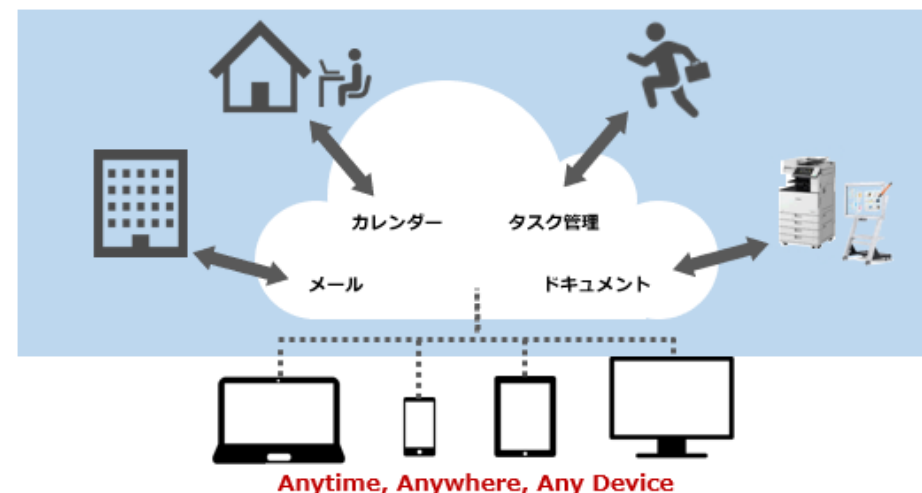 カレンダー
タスク管理
メール
ドキュメント
Anytime, Anywhere, Any Device